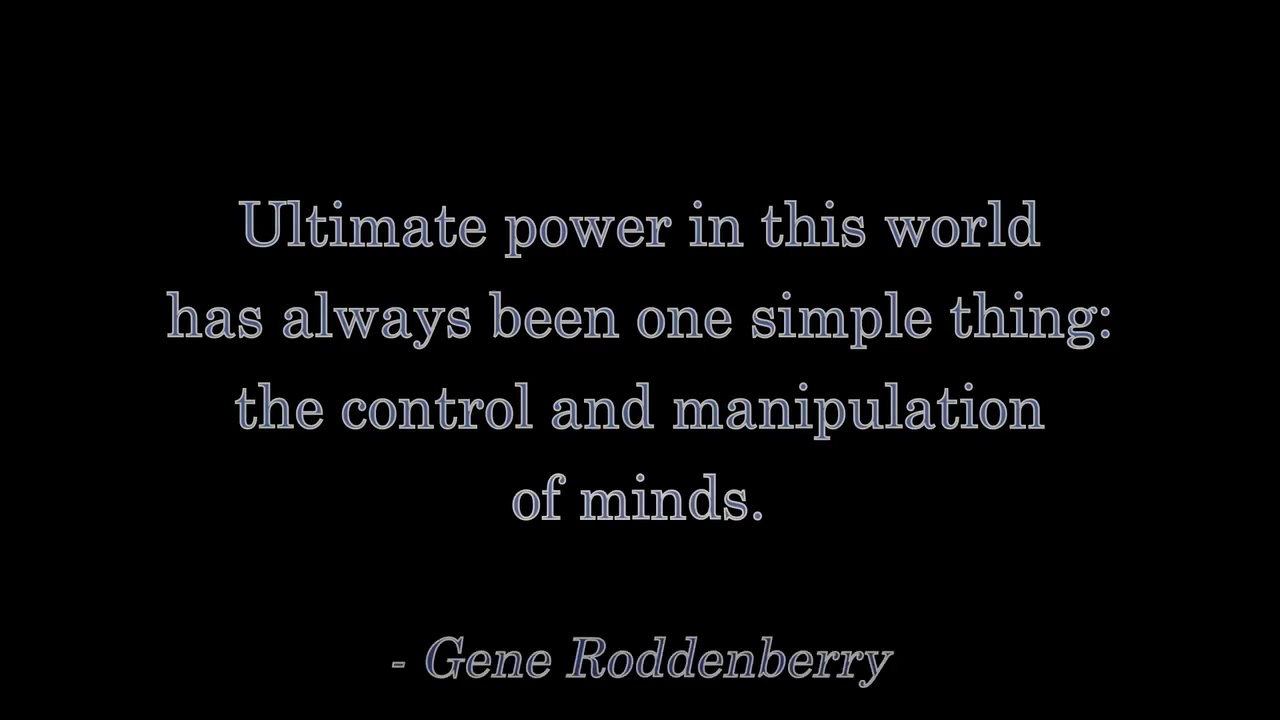 Ultimate power in this world
has always been one simple thing:
the control and manipulation
of minds.
- Gene Roddenberry